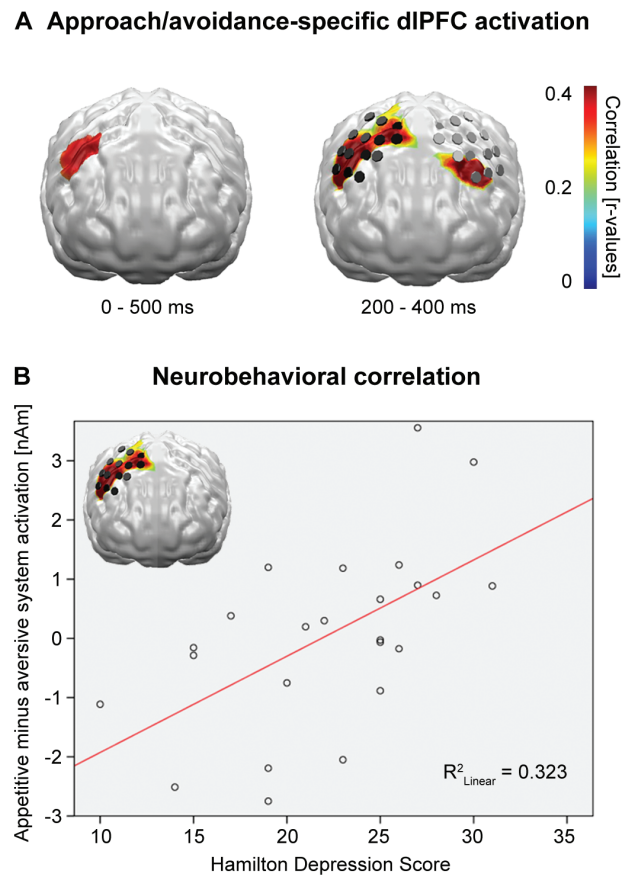 A Approach/avoidance-specific dlPFC activation
0.4
0.2
0
Correlation [r-values]
0 - 500 ms
200 - 400 ms
B Neurobehavioral correlation
Appetitive minus aversive system activation [nAm]
3
2
1
0
-1
-2
-3
R²Linear = 0.323
10 15 20 25 30 35
Hamilton Depression Score